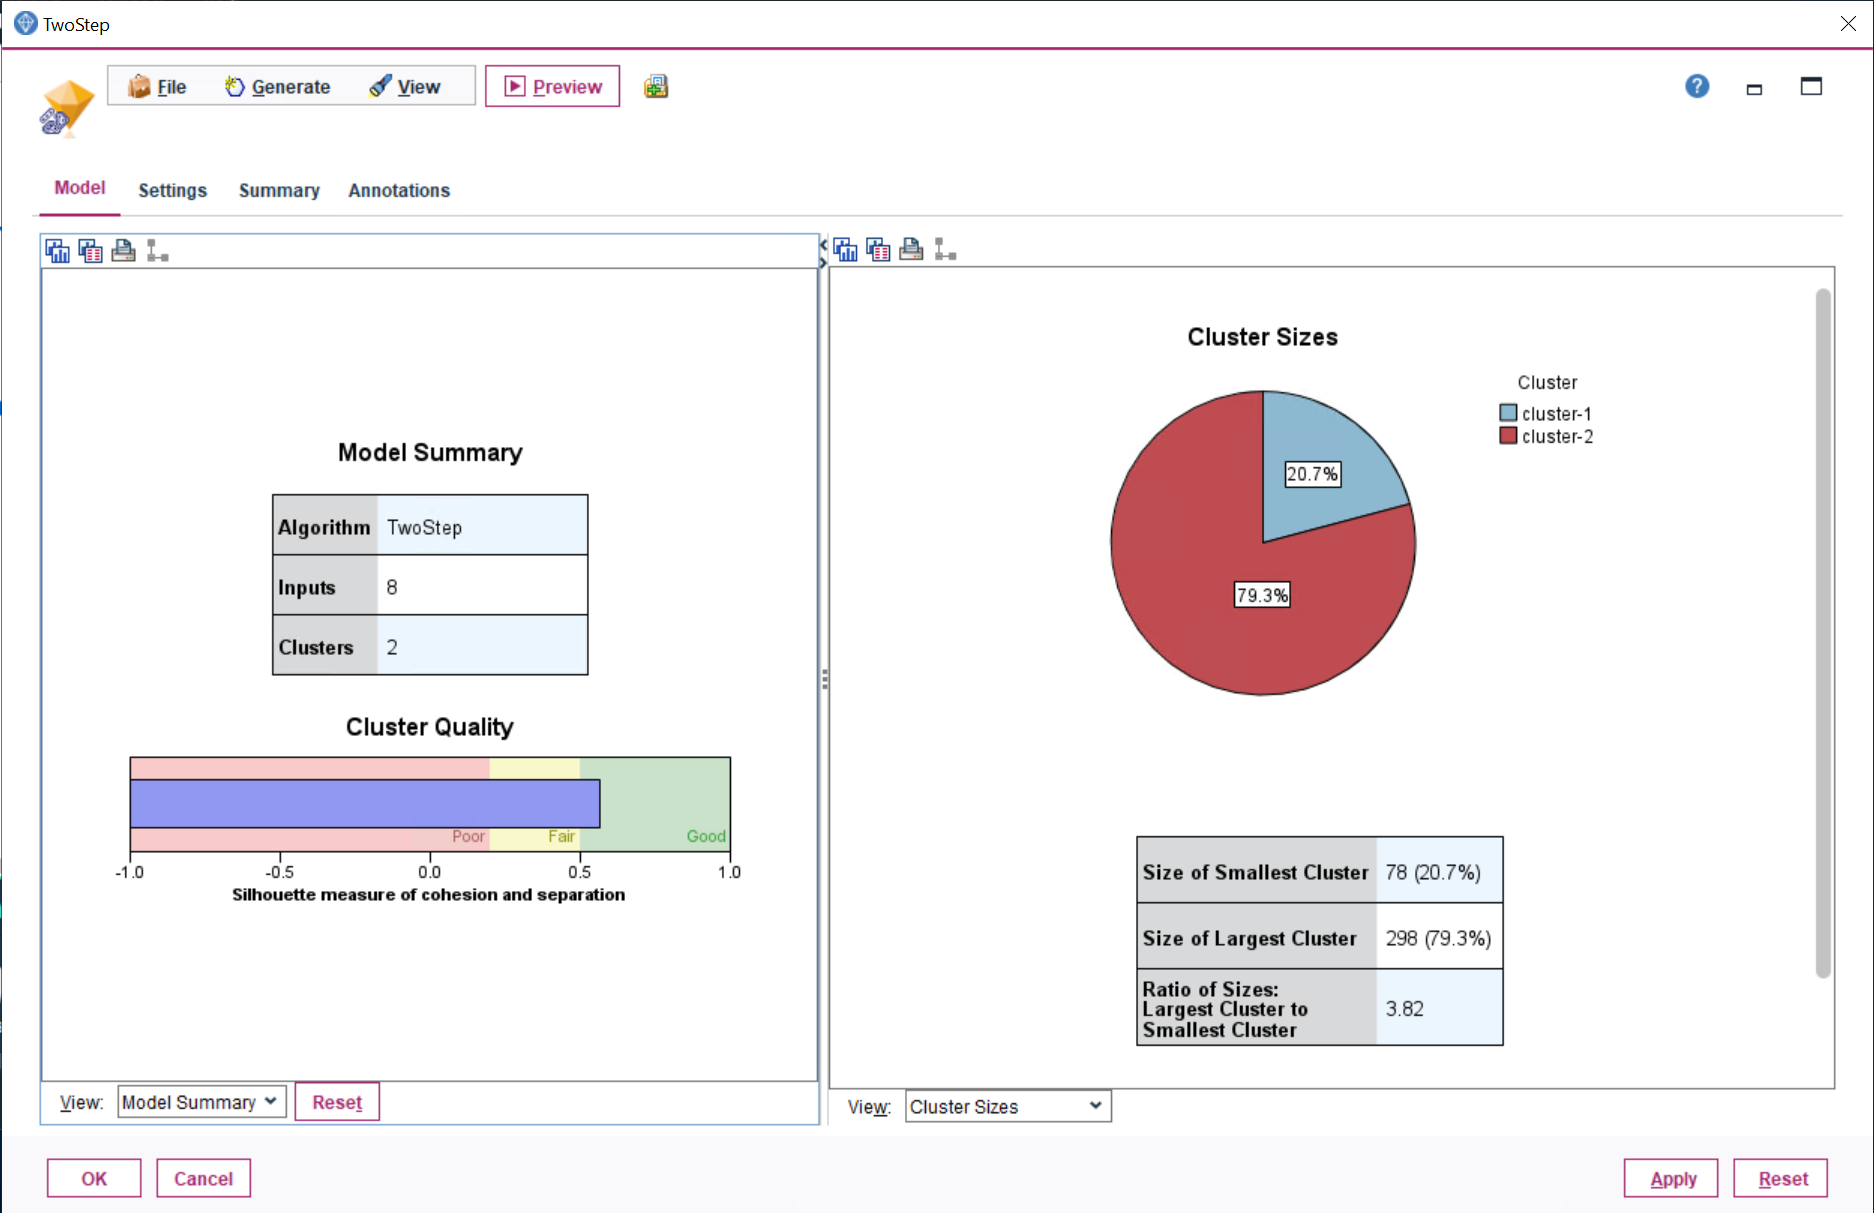 TwoStep
File Generate View Preview
?
Model Settings Summary Annotations
Model Summary
Algorithm TwoStep
Inputs 8
Clusters 2
Cluster Quality
Poor Fair Good
-1.0 -0.5 0.0 0.5 1.0
Silhouette measure of cohesion and separation
View: Model Summary Reset
Cluster Sizes
Cluster
cluster-1
cluster-2
20.7%
79.3%
Size of Smallest Cluster 78 (20.7%)
Size of Largest Cluster 298 (79.3%)
Ratio of Sizes:
Largest Cluster to
Smallest Cluster
3.82
View: Cluster Sizes
OK Cancel Apply Reset